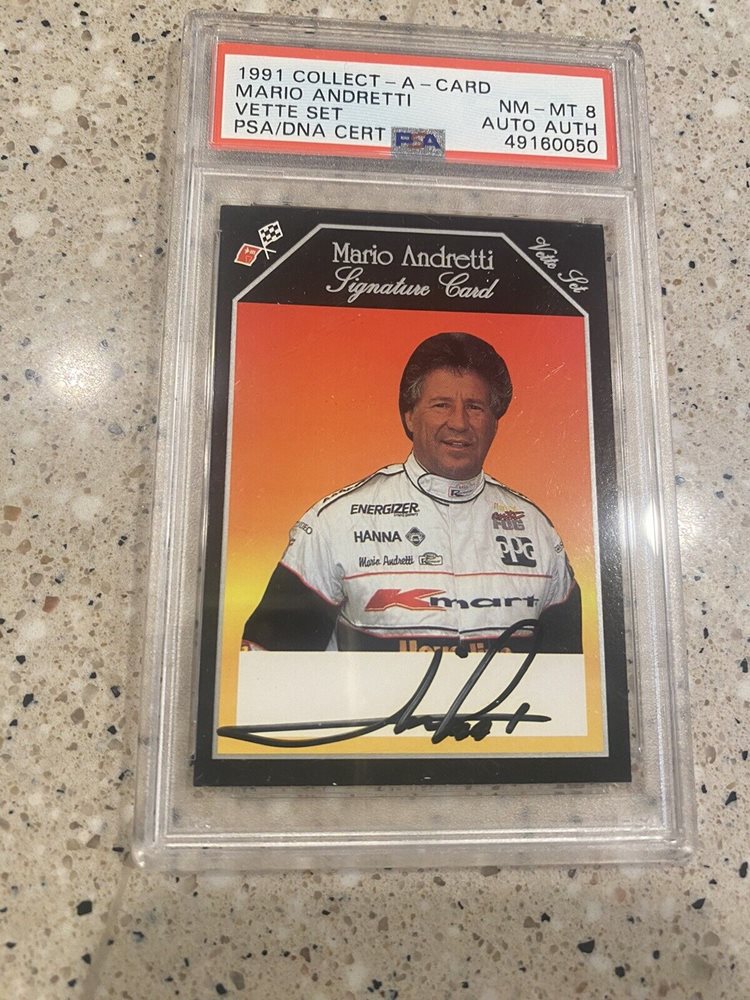 1991 COLLECT-A-CARD
MARIO ANDRETTI
VETTE SET
PSA/DNA CERT
NM-MT 8
AUTO AUTH
49160050
PSA
Mario Andretti
Signature Card
Vette Set
ENERGIZER
HANNA
Mario Andretti
PPG
Kmart